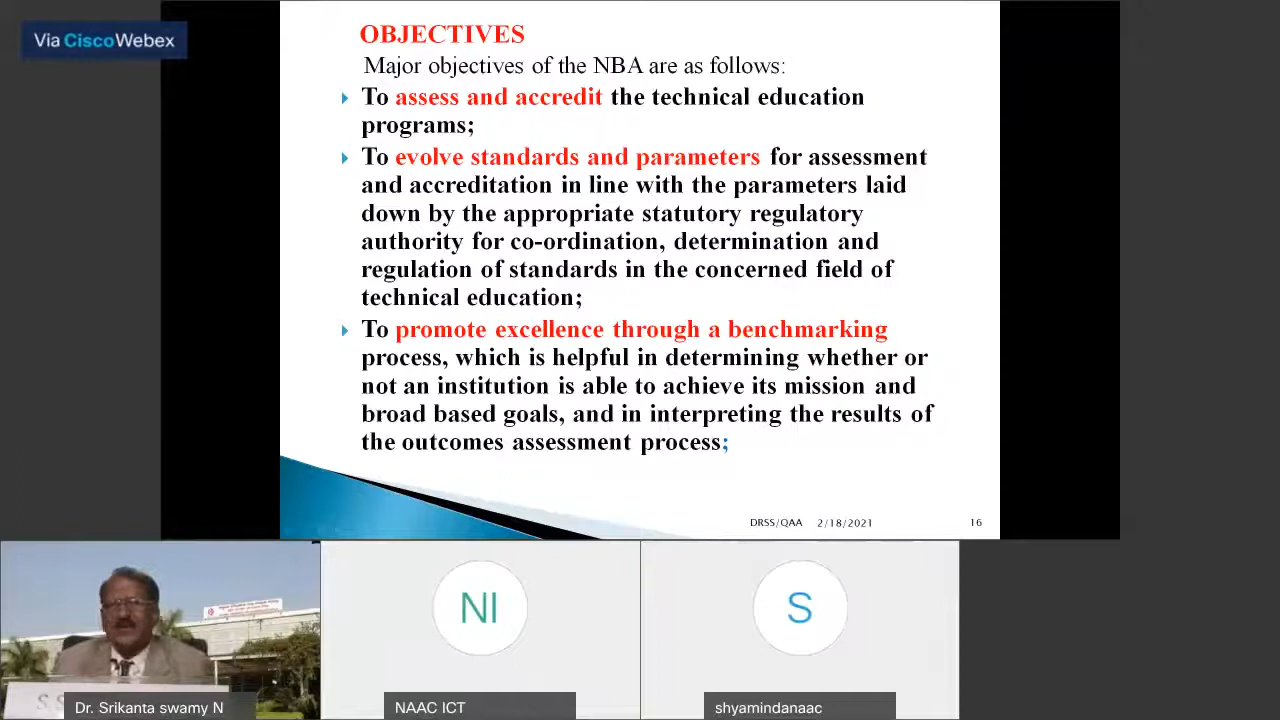 Via Cisco Webex
OBJECTIVES
Major objectives of the NBA are as follows:
To assess and accredit the technical education
programs;
To evolve standards and parameters for assessment
and accreditation in line with the parameters laid
down by the appropriate statutory regulatory
authority for co-ordination, determination and
regulation of standards in the concerned field of
technical education;
To promote excellence through a benchmarking
process, which is helpful in determining whether or
not an institution is able to achieve its mission and
broad based goals, and in interpreting the results of
the outcomes assessment process;
DRSS/QAA 2/18/2021 16
NI
S
Dr. Srikanta swamy N
NAAC ICT
shyamindanaac